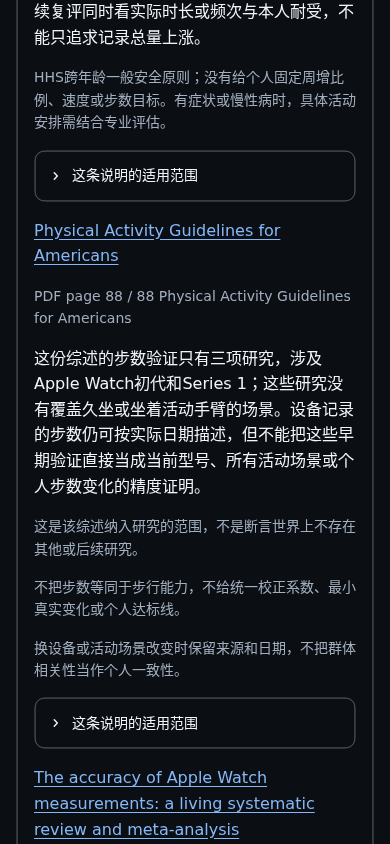 续复评同时看实际时长或频次与本人耐受，不
能只追求记录总量上涨。
HHS跨年龄一般安全原则；没有给个人固定周增比
例、速度或步数目标。有症状或慢性病时，具体活动
安排需结合专业评估。
这条说明的适用范围
Physical Activity Guidelines for
Americans
PDF page 88 / 88 Physical Activity Guidelines
for Americans
这份综述的步数验证只有三项研究，涉及
Apple Watch初代和Series 1；这些研究没
有覆盖久坐或坐着活动手臂的场景。设备记录
的步数仍可按实际日期描述，但不能把这些早
期验证直接当成当前型号、所有活动场景或个
人步数变化的精度证明。
这是该综述纳入研究的范围，不是断言世界上不存在
其他或后续研究。
不把步数等同于步行能力，不给统一校正系数、最小
真实变化或个人达标线。
换设备或活动场景改变时保留来源和日期，不把群体
相关性当作个人一致性。
这条说明的适用范围
The accuracy of Apple Watch
measurements: a living systematic
review and meta-analysis